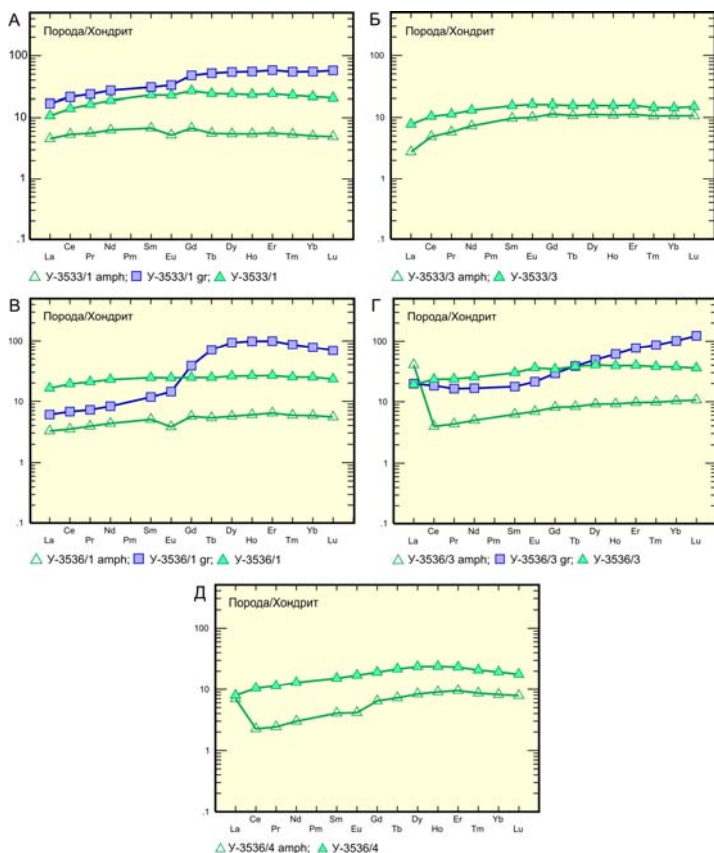 А
Порода/Хондрит
100
10
1
.1
Ce Nd Sm Gd Dy Er Yb
La Pr Pm Eu Tb Ho Tm Lu
У-3533/1 amph; У-3533/1 gr; У-3533/1
Б
Порода/Хондрит
100
10
1
.1
Ce Nd Sm Gd Dy Er Yb
La Pr Pm Eu Tb Ho Tm Lu
У-3533/3 amph; У-3533/3
В
Порода/Хондрит
100
10
1
.1
Ce Nd Sm Gd Dy Er Yb
La Pr Pm Eu Tb Ho Tm Lu
У-3536/1 amph; У-3536/1 gr; У-3536/1
Г
Порода/Хондрит
100
10
1
.1
Ce Nd Sm Gd Dy Er Yb
La Pr Pm Eu Tb Ho Tm Lu
У-3536/3 amph; У-3536/3 gr; У-3536/3
Д
Порода/Хондрит
100
10
1
.1
Ce Nd Sm Gd Dy Er Yb
La Pr Pm Eu Tb Ho Tm Lu
У-3536/4 amph; У-3536/4